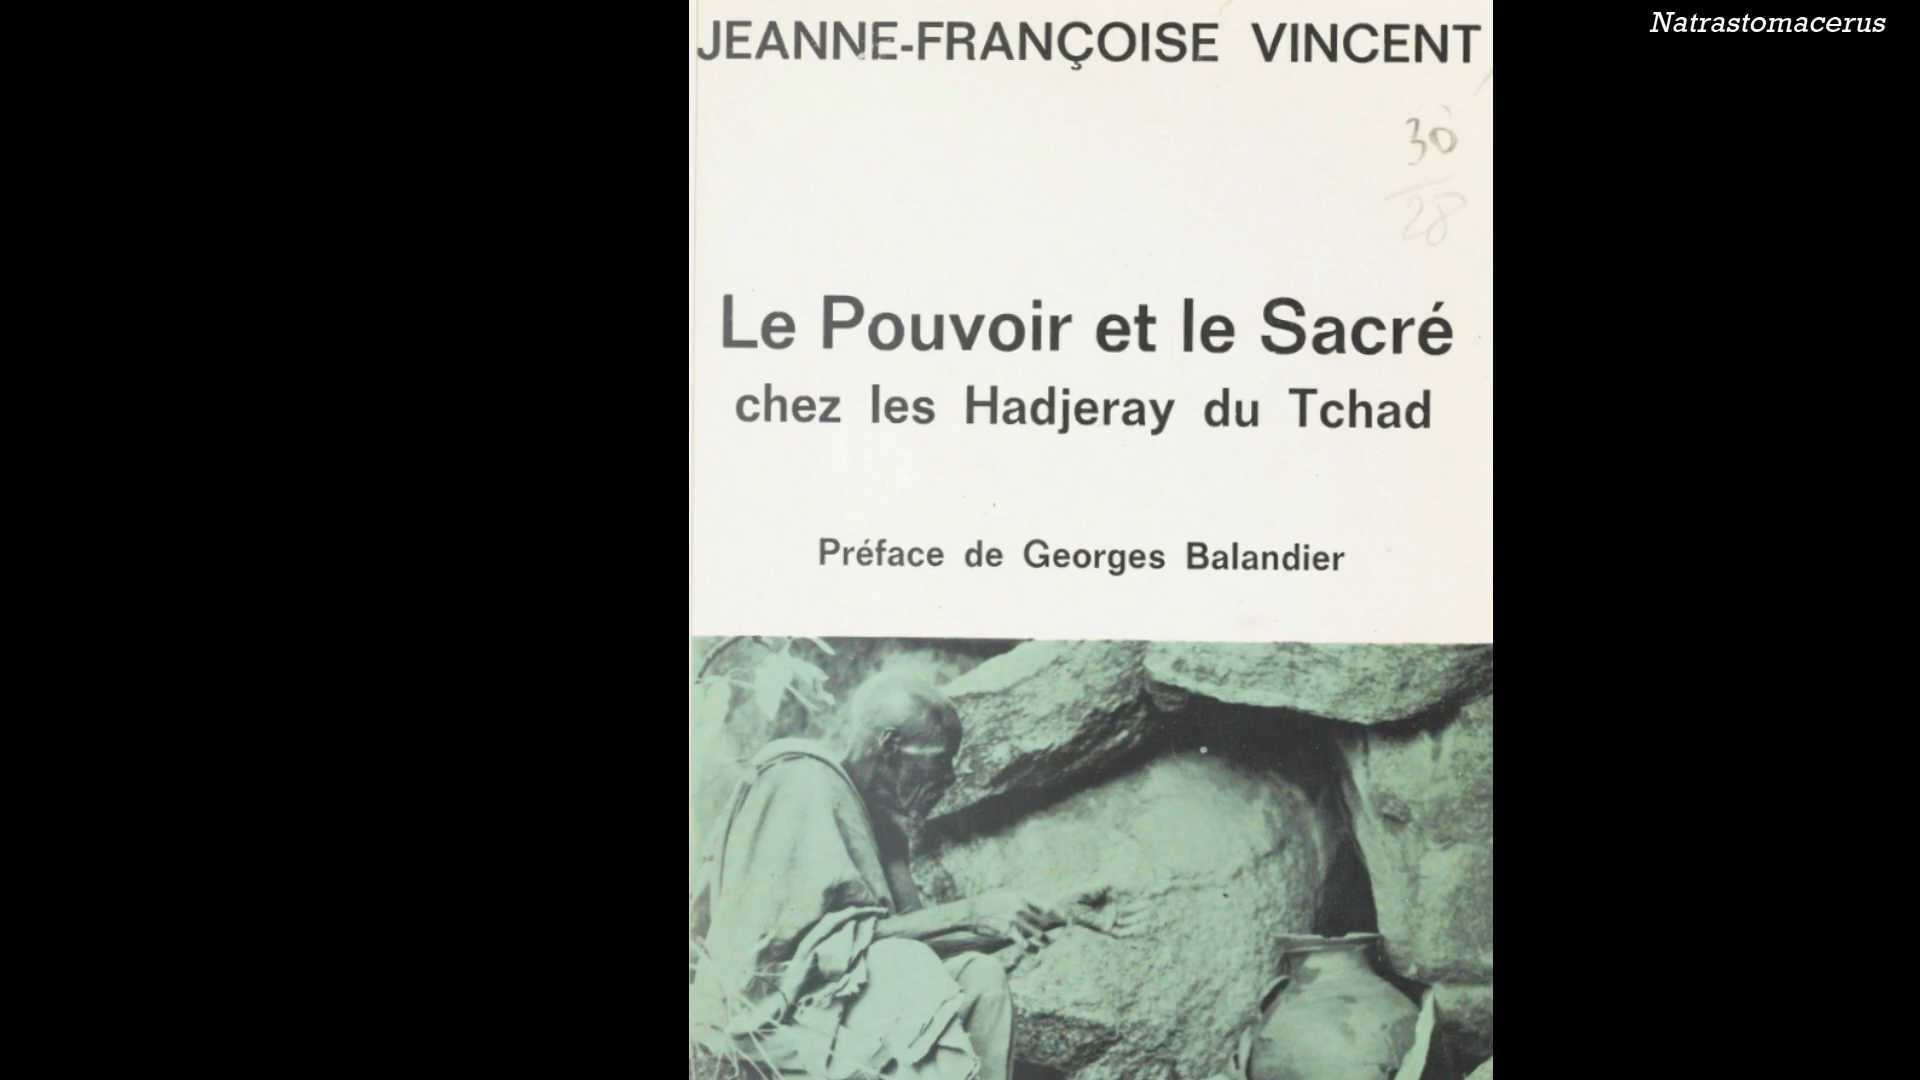 Natrastomacerus
JEANNE-FRANÇOISE VINCENT
30
28
Le Pouvoir et le Sacré
chez les Hadjeray du Tchad
Préface de Georges Balandier